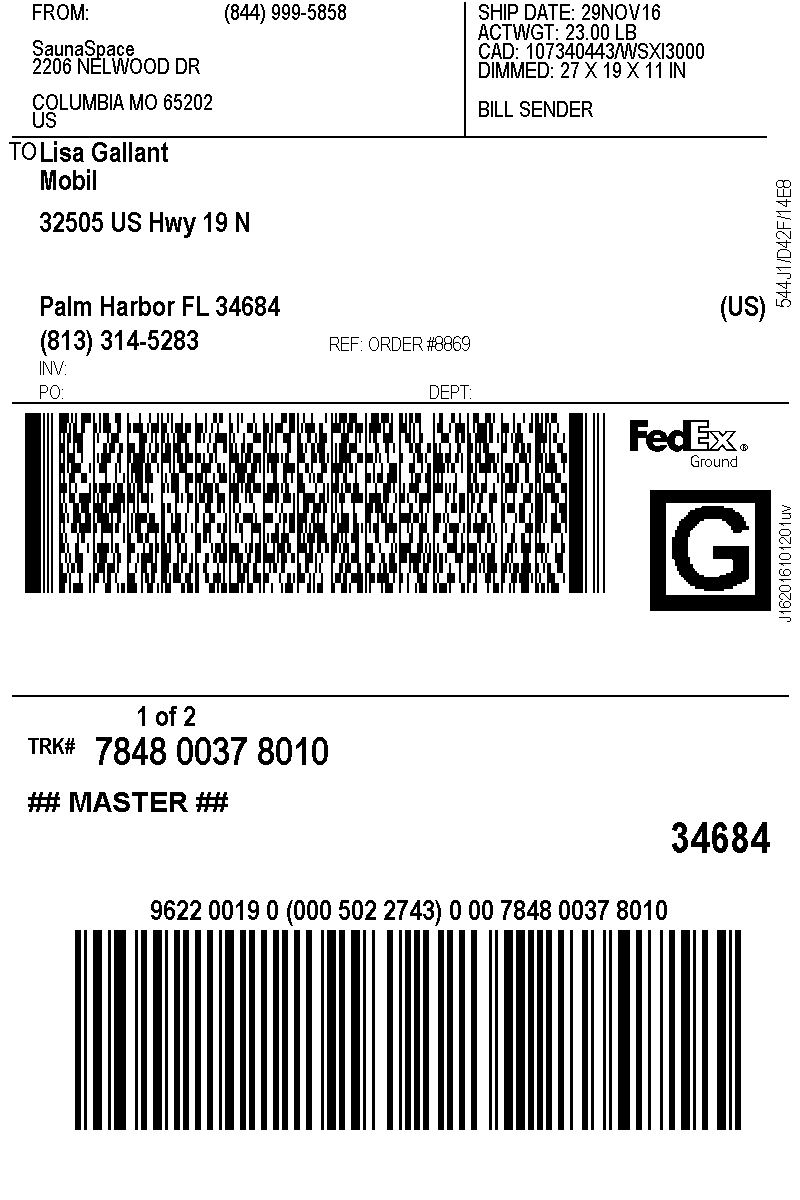 FROM: (844) 999-5858
SaunaSpace
2206 NELWOOD DR
COLUMBIA MO 65202
US
SHIP DATE: 29NOV16
ACTWGT: 23.00 LB
CAD: 107340443/WSXI3000
DIMMED: 27 X 19 X 11 IN
BILL SENDER
TO Lisa Gallant
Mobil
32505 US Hwy 19 N
Palm Harbor FL 34684 (US)
(813) 314-5283 REF: ORDER #8869
INV:
PO: DEPT:
544J1/D42F/14E8
FedEx®
Ground
G
J162016101201uv
1 of 2
TRK# 7848 0037 8010
## MASTER ##
34684
9622 0019 0 (000 502 2743) 0 00 7848 0037 8010